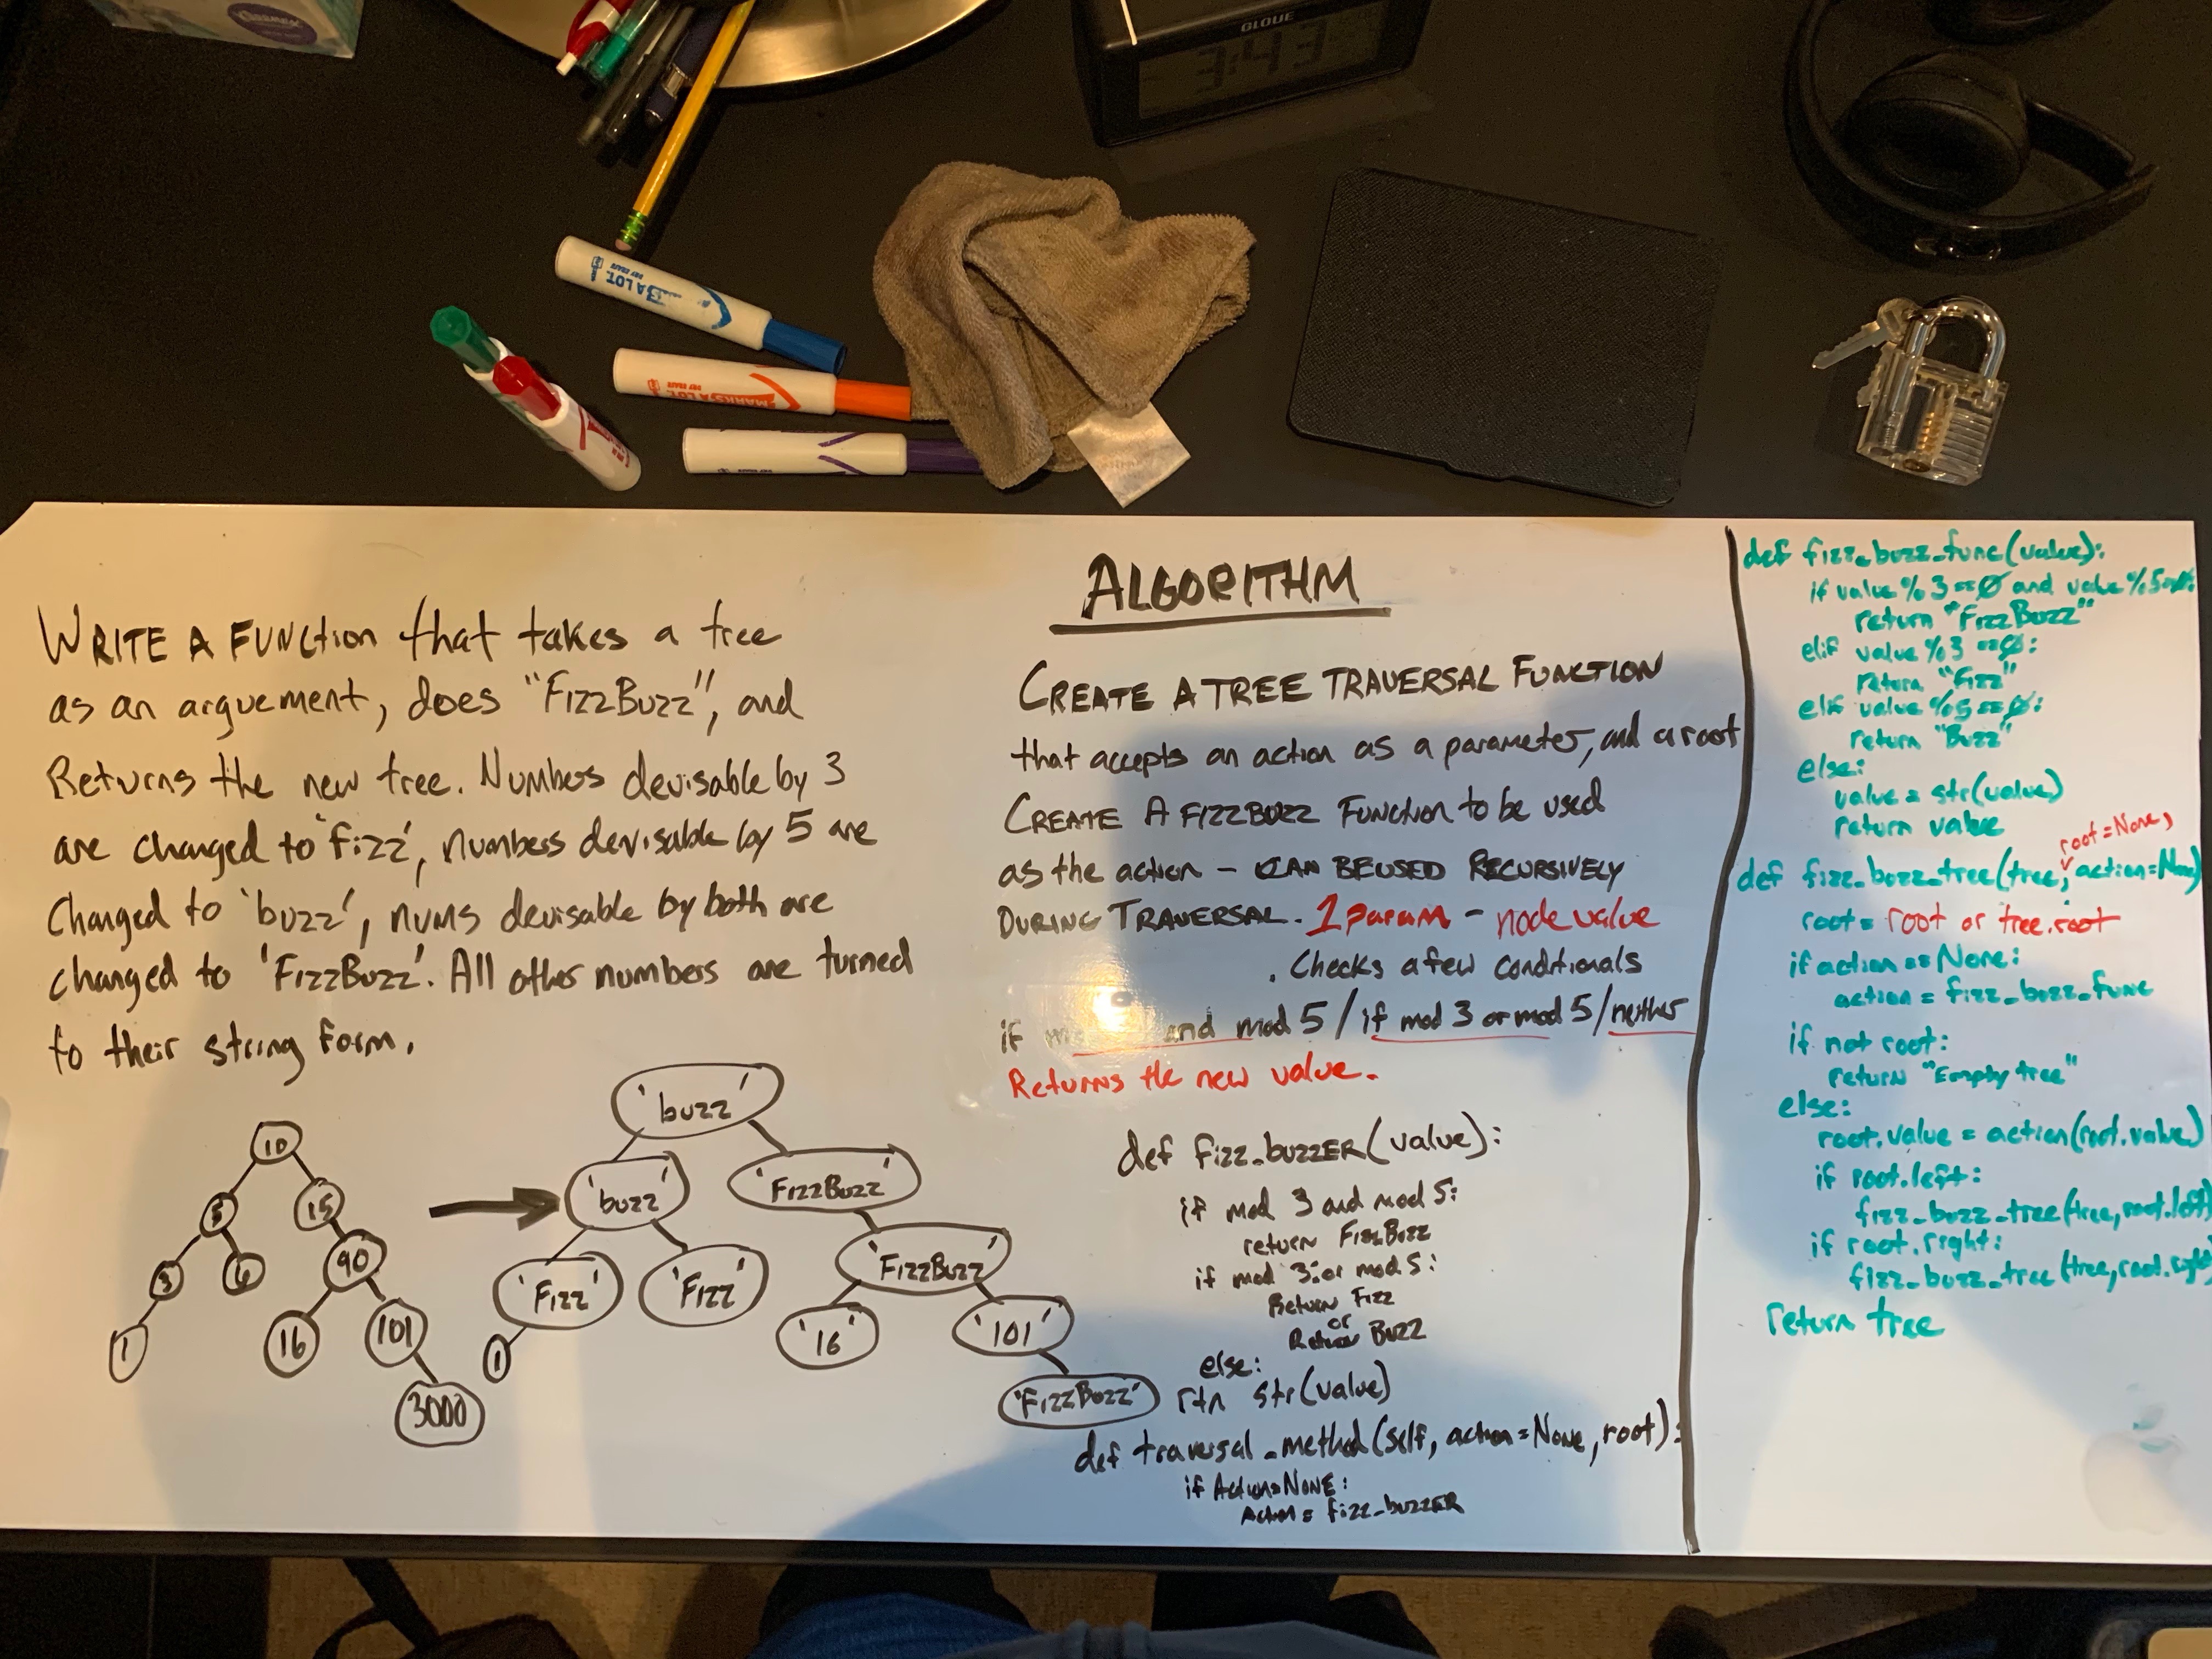 Kleenex
GLOUE
3:43
MARKS A LOT
WRITE A FUNCTION that takes a tree
as an arguement, does "FizzBuzz", and
Returns the new tree. Numbers devisable by 3
are changed to 'fizz', numbers devisable by 5 are
changed to 'buzz', nums devisable by both are
changed to 'FizzBuzz'. All other numbers are turned
to their string form.
10
5
15
3
6
90
1
16
101
3000
'buzz'
'buzz'
'FizzBuzz'
'Fizz'
'Fizz'
'FizzBuzz'
1
'16'
'101'
'FizzBuzz'
ALGORITHM
CREATE A TREE TRAVERSAL FUNCTION
that accepts an action as a parameter, and a root
CREATE A FIZZBUZZ Function to be used
as the action - CAN BE USED RECURSIVELY
DURING TRAVERSAL. 1 param - node value
. Checks a few conditionals
if and mod 5 / if mod 3 or mod 5 / neither
Returns the new value.
def fizz_buzzER(value):
if mod 3 and mod 5:
return FizzBuzz
if mod 3: or mod 5:
Return Fizz
or
Return Buzz
else:
rtn str(value)
def traversal_method(self, action=None, root):
if Action=NONE:
Action = fizz_buzzER
def fizz_buzz_func(value):
if value % 3 == 0 and value % 5 == 0:
return "FizzBuzz"
elif value % 3 == 0:
return "Fizz"
elif value % 5 == 0:
return "Buzz"
else:
value = str(value)
return value
root=None,
def fizz_buzz_tree(tree, action=None)
root = root or tree.root
if action == None:
action = fizz_buzz_func
if not root:
return "Empty tree"
else:
root.value = action(root.value)
if root.left:
fizz_buzz_tree(tree, root.left)
if root.right:
fizz_buzz_tree(tree, root.right)
return tree